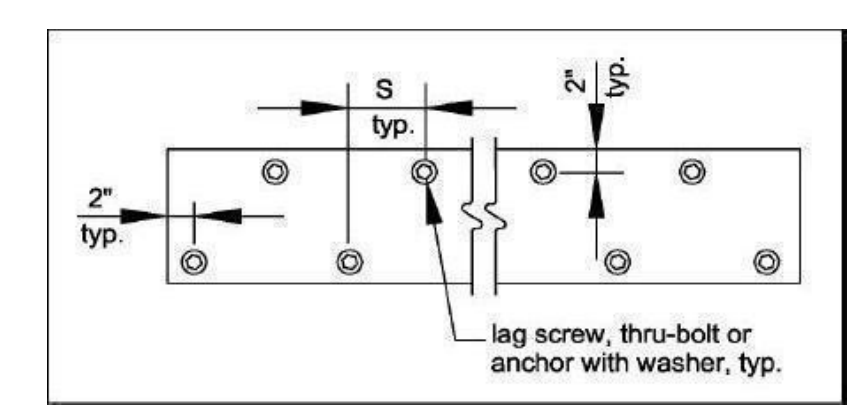 S
typ.
2"
typ.
2"
typ.
lag screw, thru-bolt or
anchor with washer, typ.